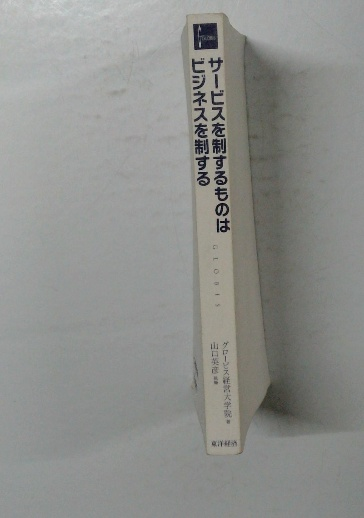 サービスを制するものは
ビジネスを制する
GLOBIS
グロービス経営大学院 著
山口英彦 執筆
東洋経済